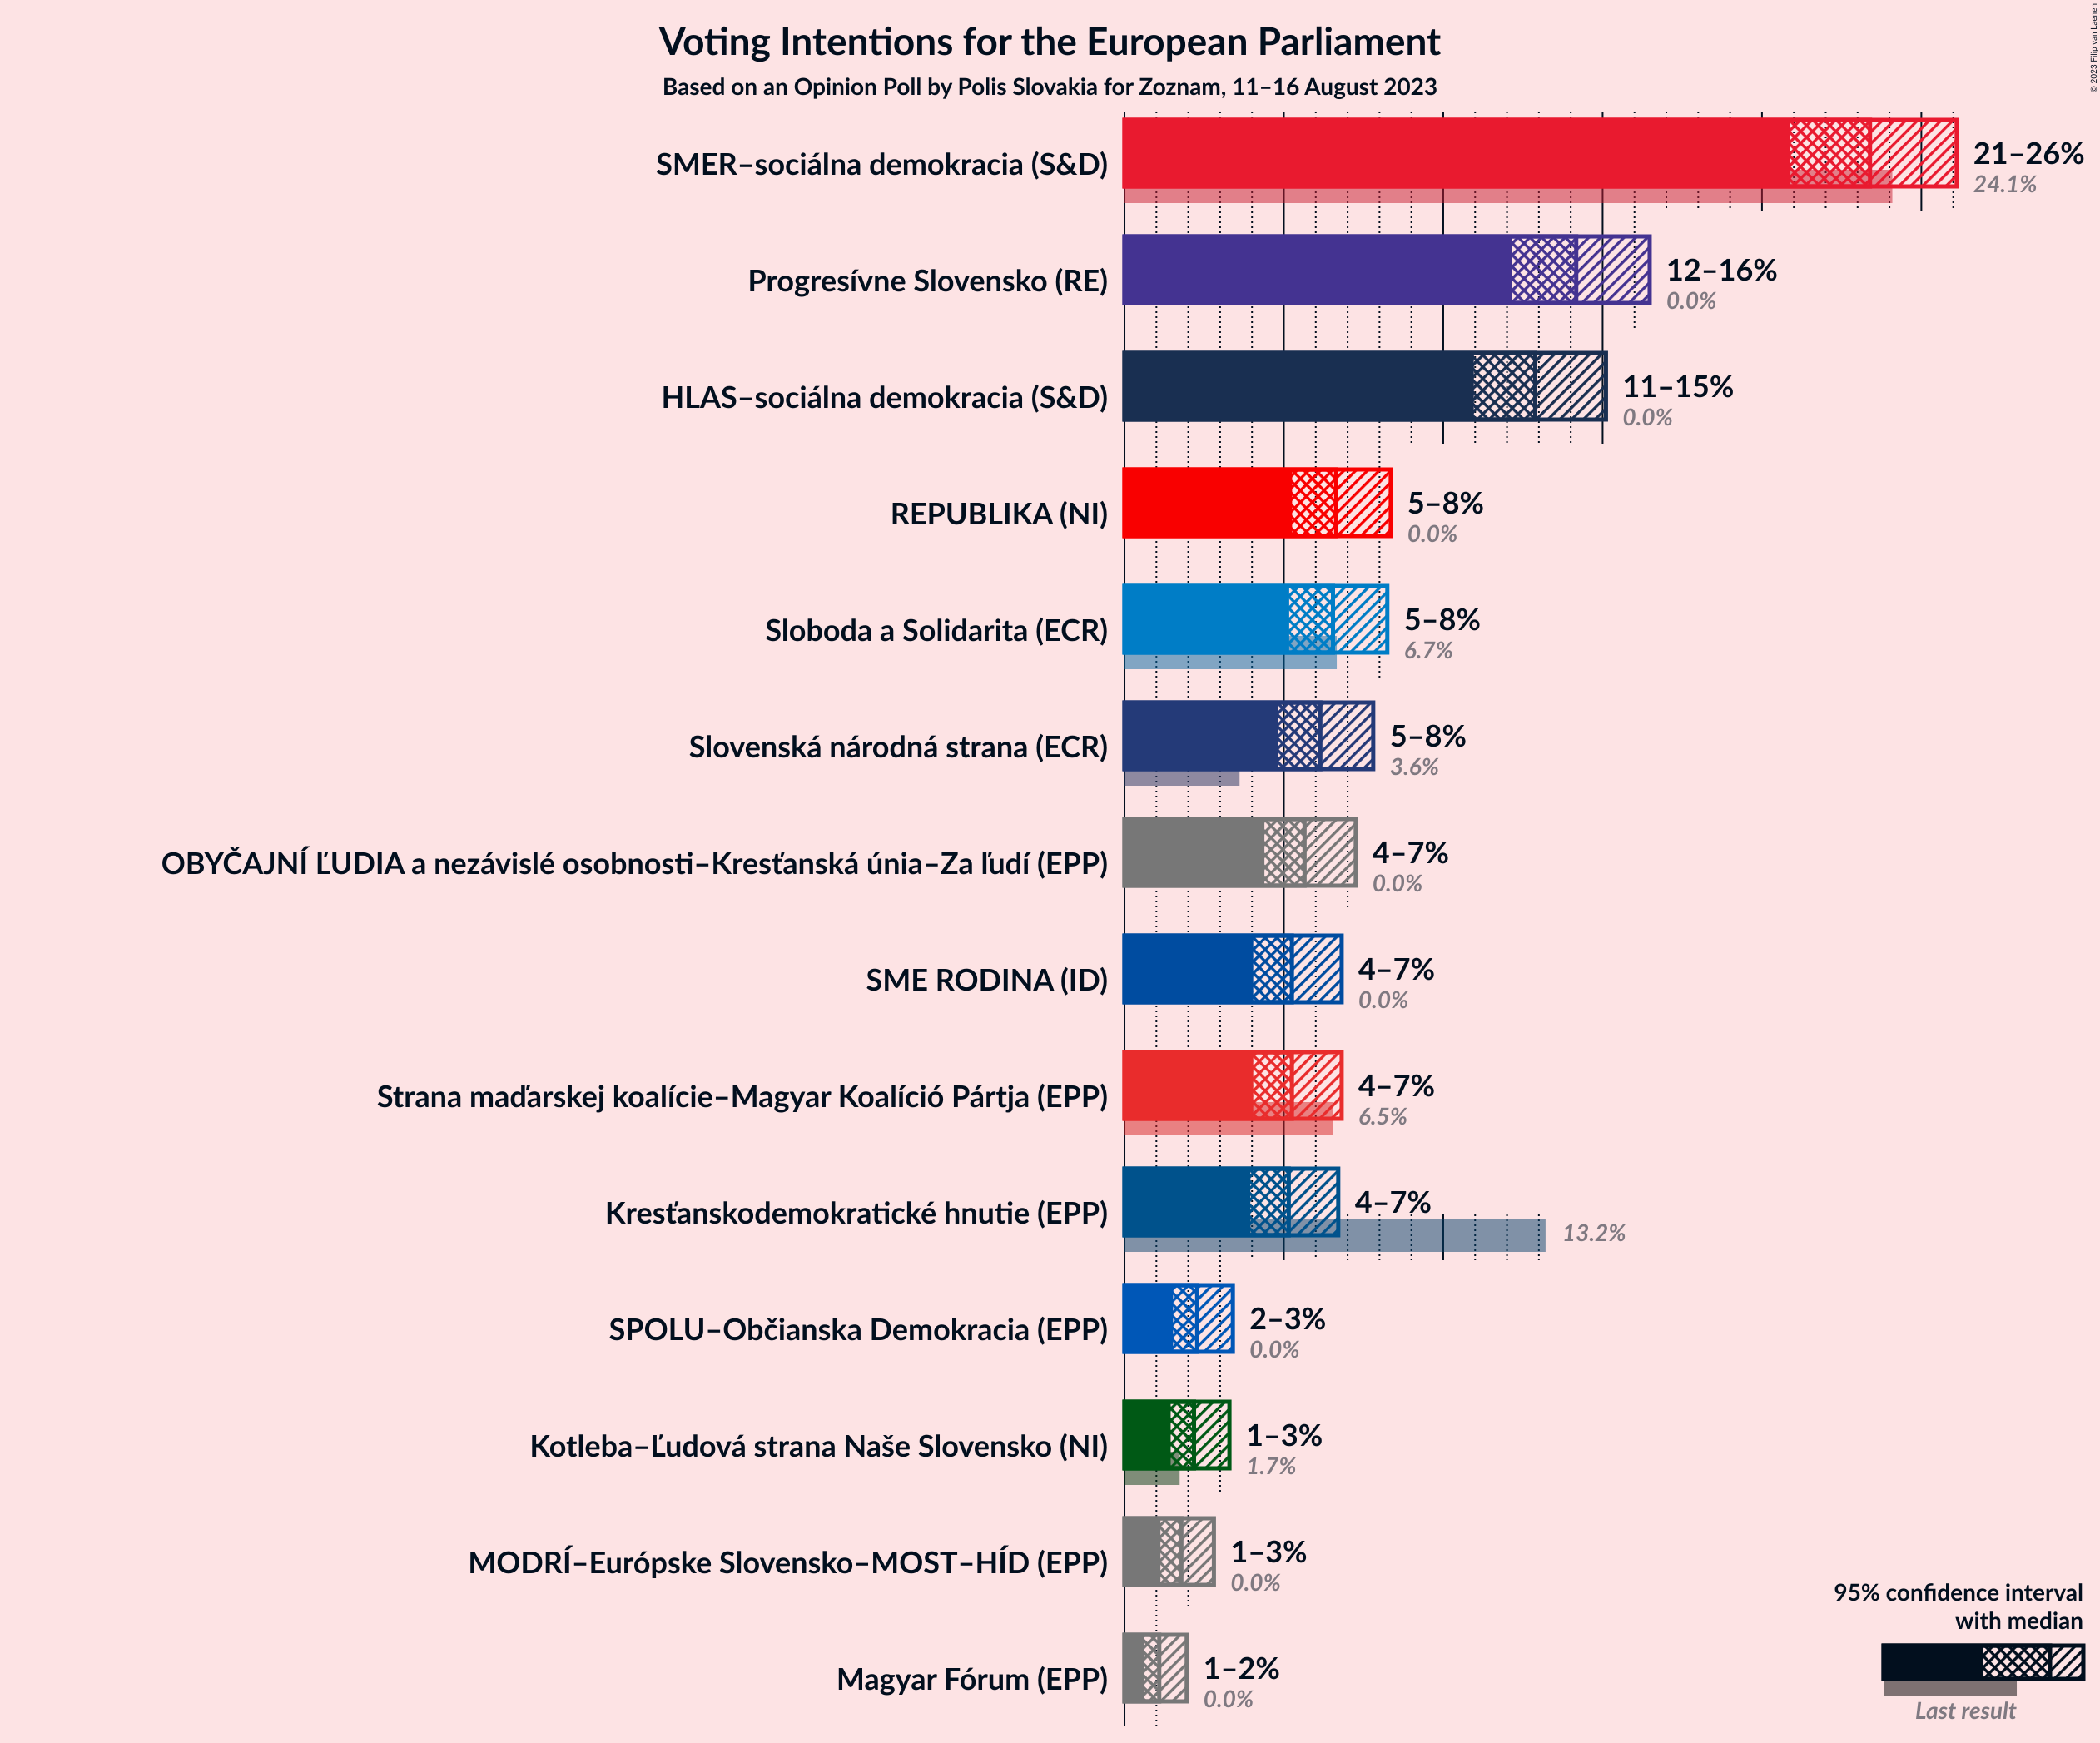 © 2023 Filip van Laenen
Voting Intentions for the European Parliament
Based on an Opinion Poll by Polis Slovakia for Zoznam, 11–16 August 2023
SMER–sociálna demokracia (S&D)
21–26%
24.1%
Progresívne Slovensko (RE)
12–16%
0.0%
HLAS–sociálna demokracia (S&D)
11–15%
0.0%
REPUBLIKA (NI)
5–8%
0.0%
Sloboda a Solidarita (ECR)
5–8%
6.7%
Slovenská národná strana (ECR)
5–8%
3.6%
OBYČAJNÍ ĽUDIA a nezávislé osobnosti–Kresťanská únia–Za ľudí (EPP)
4–7%
0.0%
SME RODINA (ID)
4–7%
0.0%
Strana maďarskej koalície–Magyar Koalíció Pártja (EPP)
4–7%
6.5%
Kresťanskodemokratické hnutie (EPP)
4–7%
13.2%
SPOLU–Občianska Demokracia (EPP)
2–3%
0.0%
Kotleba–Ľudová strana Naše Slovensko (NI)
1–3%
1.7%
MODRÍ–Európske Slovensko–MOST–HÍD (EPP)
1–3%
0.0%
Magyar Fórum (EPP)
1–2%
0.0%
95% confidence interval
with median
Last result